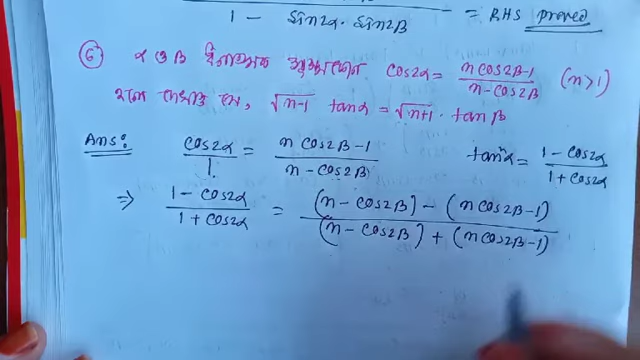 1 - Sin2α. Sin2β = RHS Proved
⑥ α ও β ধনাত্মক সূক্ষ্মকোণ. cos2α = (n cos2β-1)/(n-cos2β) (n>1)
হলে দেখাও যে, √n-1 tanα = √n+1. tanβ
Ans: cos2α/1 = (n cos2β-1)/(n-cos2β) tan²α = (1-cos2α)/(1+cos2α)
⇒ (1-cos2α)/(1+cos2α) = ((n-cos2β)-(n cos2β-1))/((n-cos2β)+(n cos2β-1))